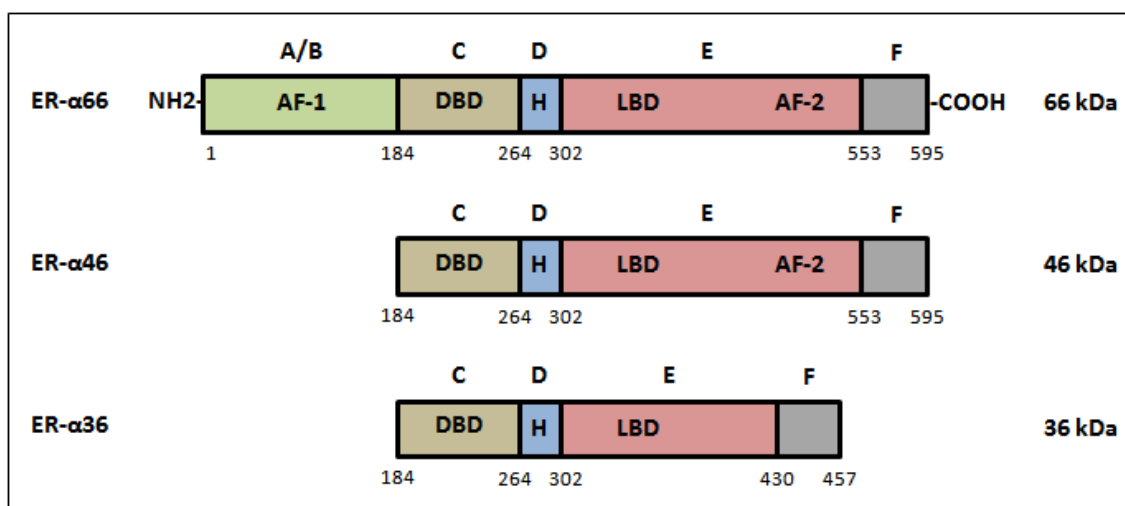 A/B C D E F
ER-α66 NH2- AF-1 DBD H LBD AF-2 -COOH 66 kDa
1 184 264 302 553 595
C D E F
ER-α46 DBD H LBD AF-2 46 kDa
184 264 302 553 595
C D E F
ER-α36 DBD H LBD 36 kDa
184 264 302 430 457